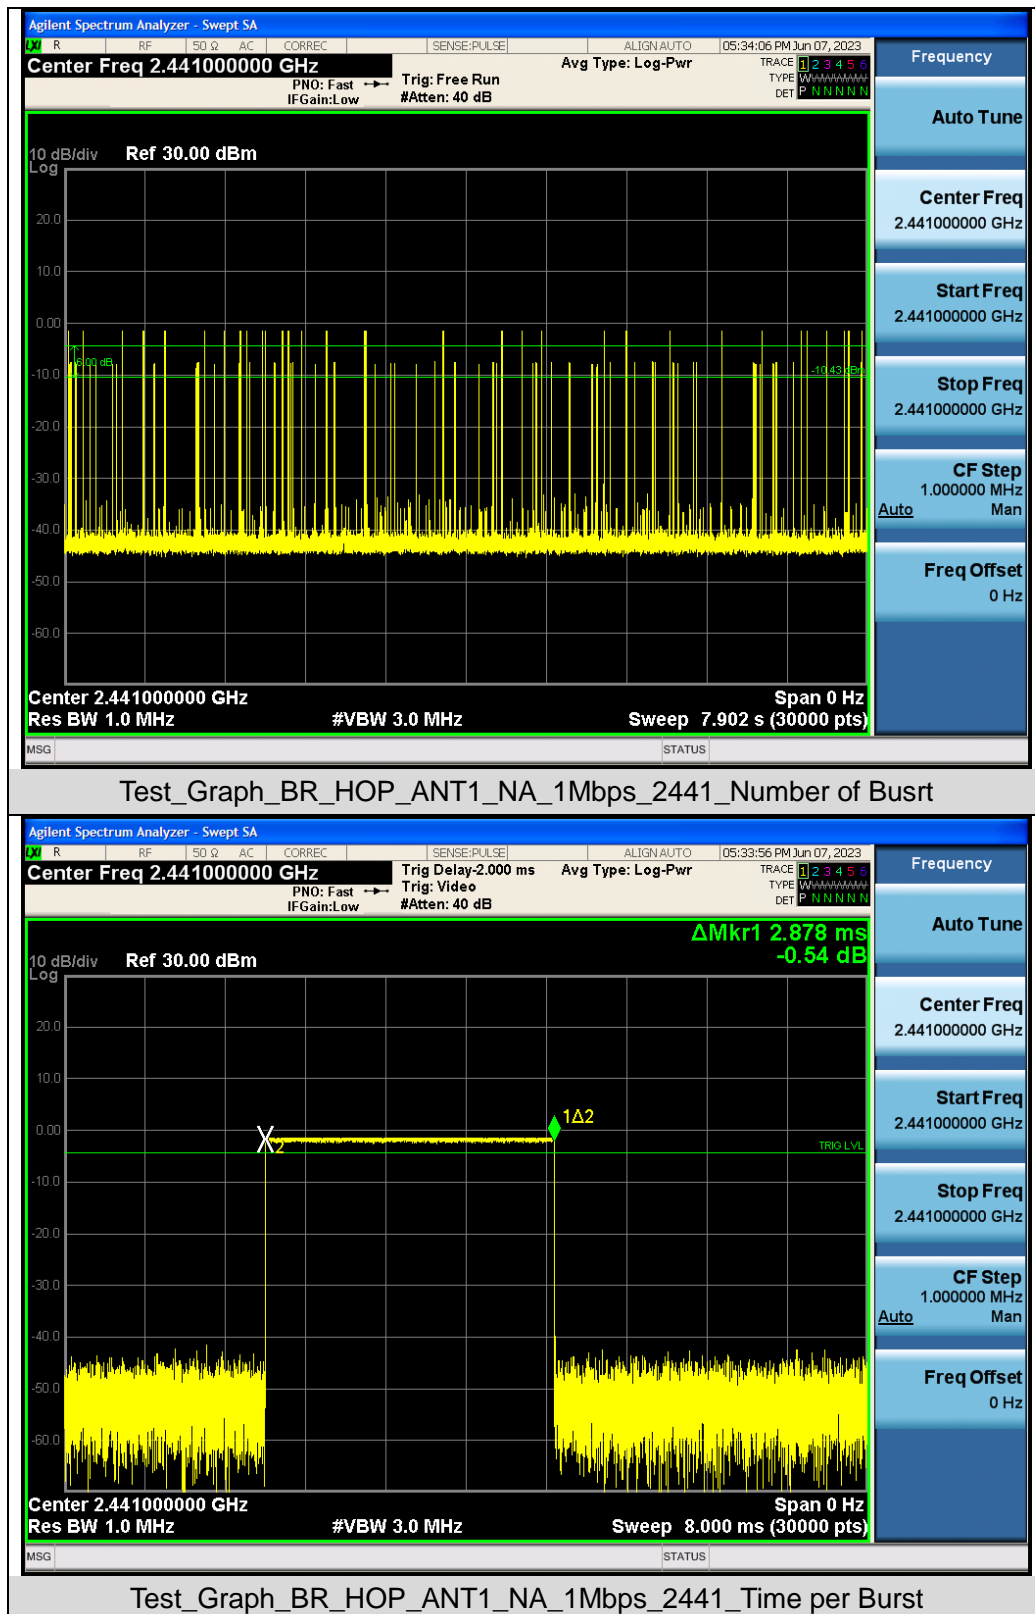 Agilent Spectrum Analyzer - Swept SA
LXI R RF 50 Ω AC CORREC SENSE:PULSE ALIGN AUTO 05:34:06 PM Jun 07, 2023
Center Freq 2.441000000 GHz Avg Type: Log-Pwr TRACE 1 2 3 4 5 6
PNO: Fast Trig: Free Run TYPE
IFGain:Low #Atten: 40 dB DET P N N N N N
Frequency
Auto Tune
10 dB/div Ref 30.00 dBm
Log
20.0
10.0
0.00
6.00 dB
-10.43 dBm
-10.0
-20.0
-30.0
-40.0
-50.0
-60.0
Center Freq
2.441000000 GHz
Start Freq
2.441000000 GHz
Stop Freq
2.441000000 GHz
CF Step
1.000000 MHz
Auto Man
Freq Offset
0 Hz
Center 2.441000000 GHz Span 0 Hz
Res BW 1.0 MHz #VBW 3.0 MHz Sweep 7.902 s (30000 pts)
MSG STATUS
Test_Graph_BR_HOP_ANT1_NA_1Mbps_2441_Number of Busrt
Agilent Spectrum Analyzer - Swept SA
LXI R RF 50 Ω AC CORREC SENSE:PULSE ALIGN AUTO 05:33:56 PM Jun 07, 2023
Center Freq 2.441000000 GHz Trig Delay-2.000 ms Avg Type: Log-Pwr TRACE 1 2 3 4 5 6
PNO: Fast Trig: Video TYPE
IFGain:Low #Atten: 40 dB DET P N N N N N
Frequency
Auto Tune
ΔMkr1 2.878 ms
10 dB/div Ref 30.00 dBm -0.54 dB
Log
20.0
10.0
0.00
1Δ2
2
TRIG LVL
-10.0
-20.0
-30.0
-40.0
-50.0
-60.0
Center Freq
2.441000000 GHz
Start Freq
2.441000000 GHz
Stop Freq
2.441000000 GHz
CF Step
1.000000 MHz
Auto Man
Freq Offset
0 Hz
Center 2.441000000 GHz Span 0 Hz
Res BW 1.0 MHz #VBW 3.0 MHz Sweep 8.000 ms (30000 pts)
MSG STATUS
Test_Graph_BR_HOP_ANT1_NA_1Mbps_2441_Time per Burst